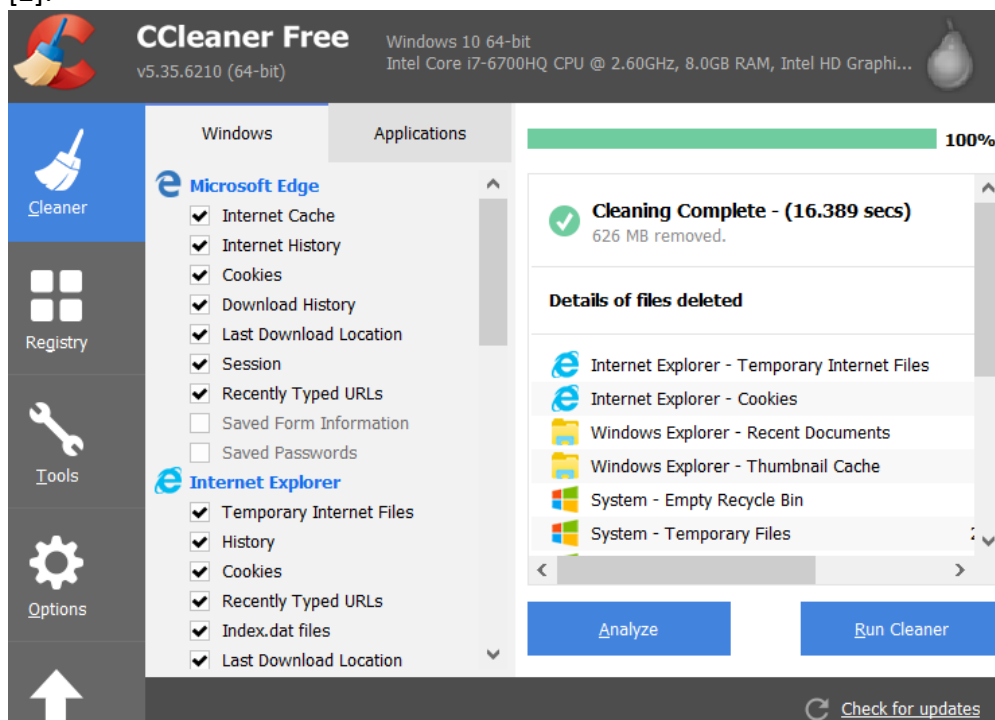 CCleaner Free
v5.35.6210 (64-bit)
Windows 10 64-bit
Intel Core i7-6700HQ CPU @ 2.60GHz, 8.0GB RAM, Intel HD Graphi...
Cleaner
Registry
Tools
Options
Windows
Applications
Microsoft Edge
Internet Cache
Internet History
Cookies
Download History
Last Download Location
Session
Recently Typed URLs
Saved Form Information
Saved Passwords
Internet Explorer
Temporary Internet Files
History
Cookies
Recently Typed URLs
Index.dat files
Last Download Location
100%
Cleaning Complete - (16.389 secs)
626 MB removed.
Details of files deleted
Internet Explorer - Temporary Internet Files
Internet Explorer - Cookies
Windows Explorer - Recent Documents
Windows Explorer - Thumbnail Cache
System - Empty Recycle Bin
System - Temporary Files
Analyze
Run Cleaner
Check for updates